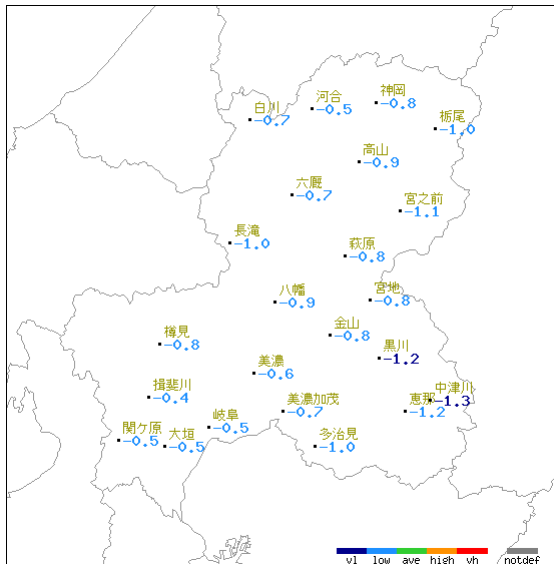 神岡
-0.8
河合
-0.5
白川
-0.7
栃尾
-1.0
高山
-0.9
六厩
-0.7
宮之前
-1.1
長滝
-1.0
萩原
-0.8
八幡
-0.9
宮地
-0.8
金山
-0.8
樽見
-0.8
黒川
-1.2
美濃
-0.6
揖斐川
-0.4
中津川
-1.3
美濃加茂
-0.7
恵那
-1.2
岐阜
-0.5
関ケ原
-0.5
大垣
-0.5
多治見
-1.0
vl low ave high vh notdef